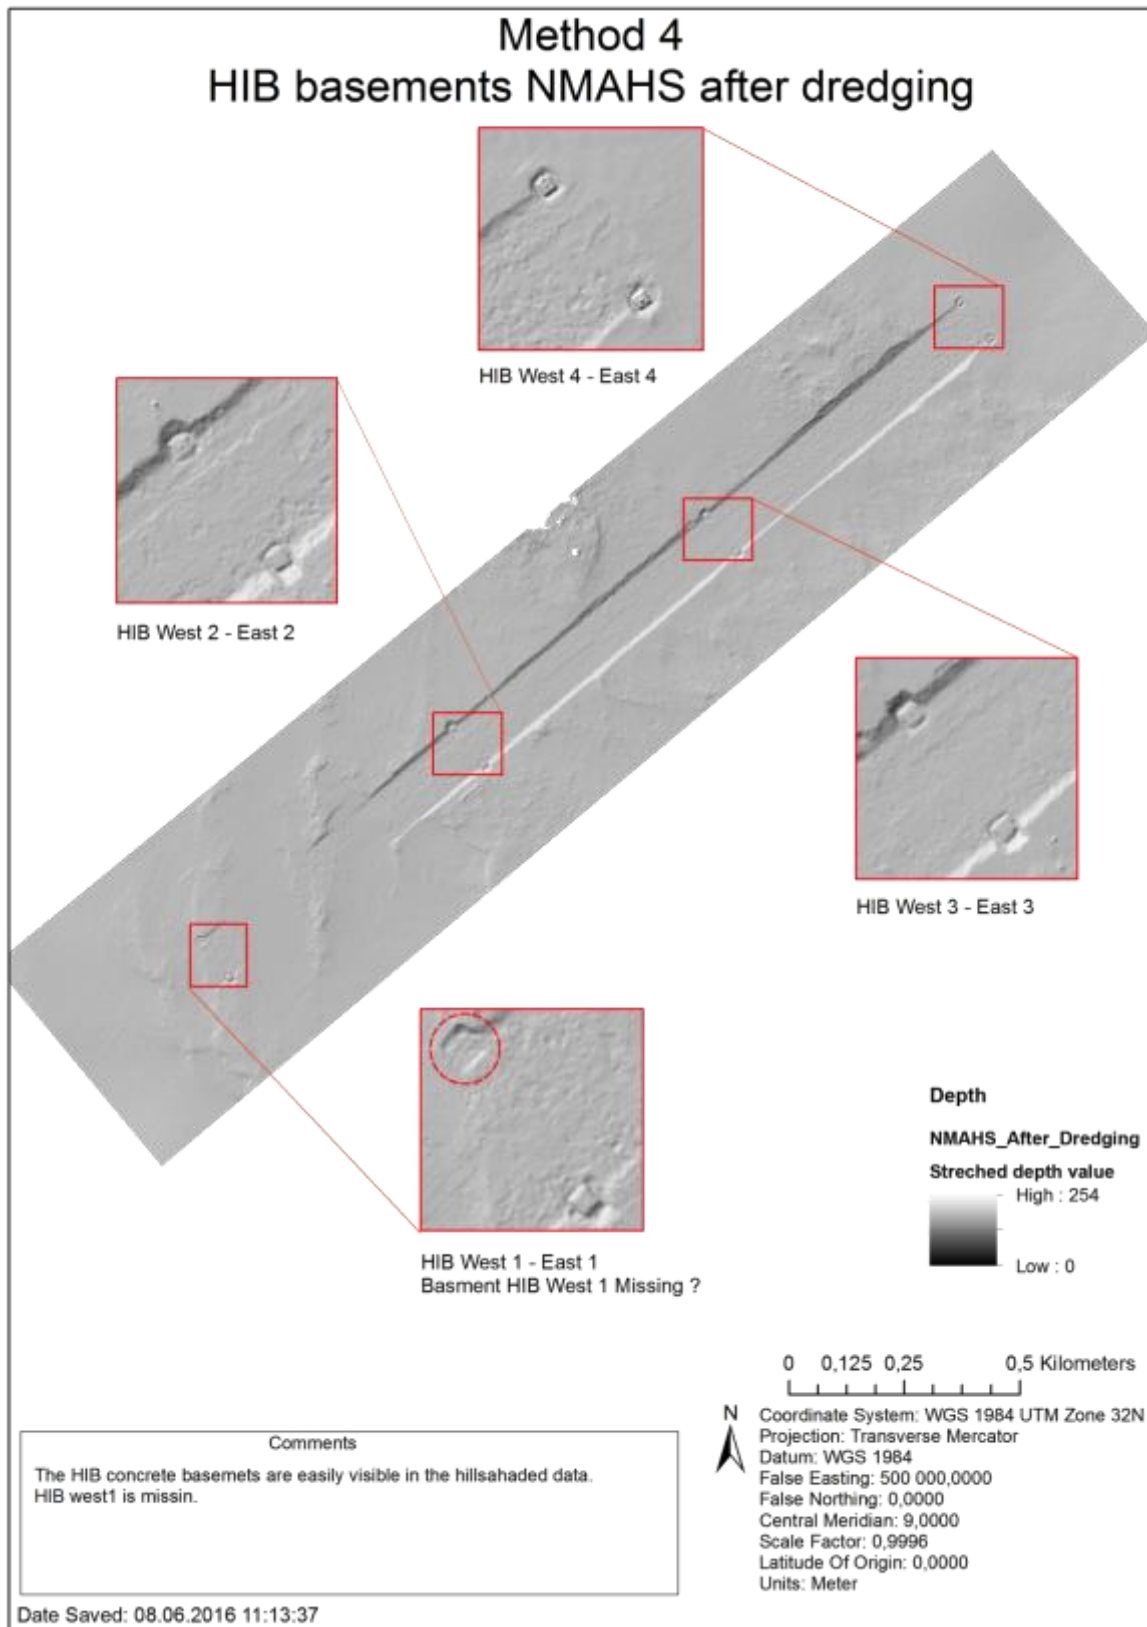 Method 4
HIB basements NMAHS after dredging
HIB West 4 - East 4
HIB West 2 - East 2
HIB West 3 - East 3
HIB West 1 - East 1
Basment HIB West 1 Missing ?
Depth
NMAHS_After_Dredging
Streched depth value
High : 254
Low : 0
0 0,125 0,25 0,5 Kilometers
N
Coordinate System: WGS 1984 UTM Zone 32N
Projection: Transverse Mercator
Datum: WGS 1984
False Easting: 500 000,0000
False Northing: 0,0000
Central Meridian: 9,0000
Scale Factor: 0,9996
Latitude Of Origin: 0,0000
Units: Meter
Comments
The HIB concrete basemets are easily visible in the hillsahaded data.
HIB west1 is missin.
Date Saved: 08.06.2016 11:13:37